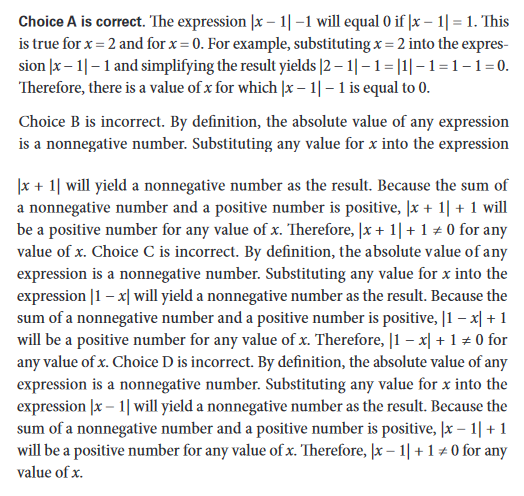 Choice A is correct. The expression |x – 1| –1 will equal 0 if |x – 1| = 1. This
is true for x = 2 and for x = 0. For example, substituting x = 2 into the expres-
sion |x – 1| – 1 and simplifying the result yields |2 – 1| – 1 = |1| – 1 = 1 – 1 = 0.
Therefore, there is a value of x for which |x – 1| – 1 is equal to 0.
Choice B is incorrect. By definition, the absolute value of any expression
is a nonnegative number. Substituting any value for x into the expression
|x + 1| will yield a nonnegative number as the result. Because the sum of
a nonnegative number and a positive number is positive, |x + 1| + 1 will
be a positive number for any value of x. Therefore, |x + 1| + 1 ≠ 0 for any
value of x. Choice C is incorrect. By definition, the absolute value of any
expression is a nonnegative number. Substituting any value for x into the
expression |1 – x| will yield a nonnegative number as the result. Because the
sum of a nonnegative number and a positive number is positive, |1 – x| + 1
will be a positive number for any value of x. Therefore, |1 – x| + 1 ≠ 0 for
any value of x. Choice D is incorrect. By definition, the absolute value of any
expression is a nonnegative number. Substituting any value for x into the
expression |x – 1| will yield a nonnegative number as the result. Because the
sum of a nonnegative number and a positive number is positive, |x – 1| + 1
will be a positive number for any value of x. Therefore, |x – 1| + 1 ≠ 0 for any
value of x.